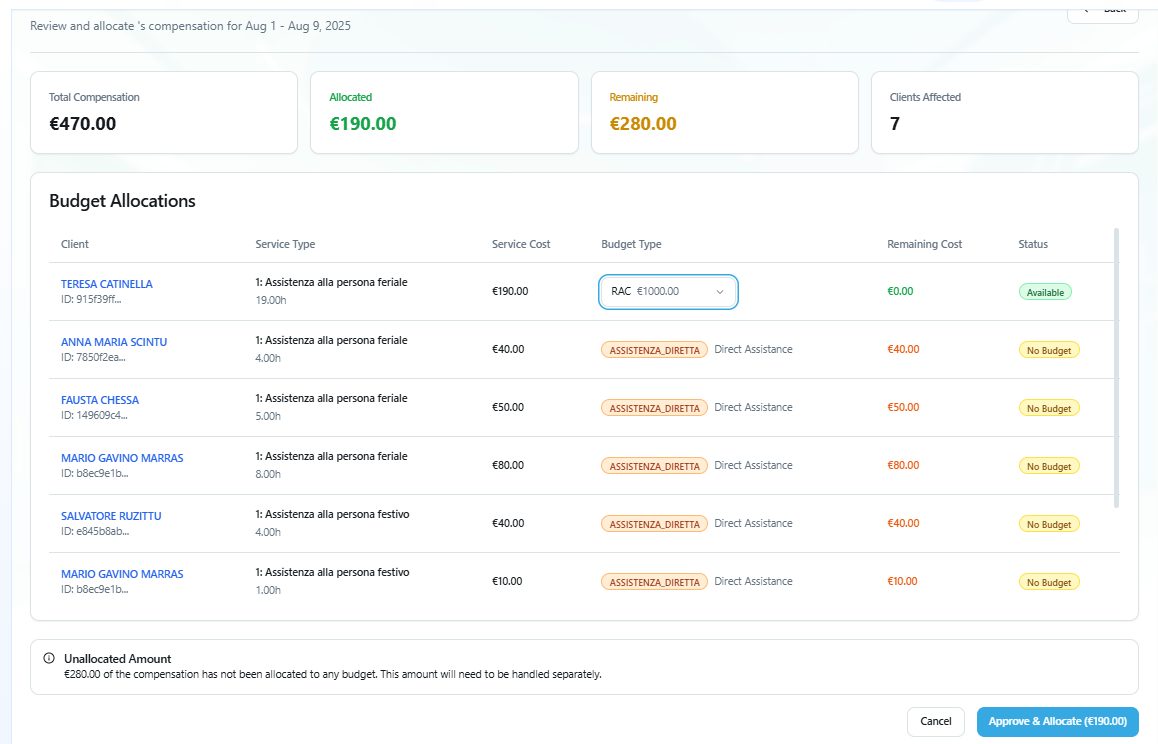 Back
Review and allocate 's compensation for Aug 1 - Aug 9, 2025
Total Compensation
€470.00
Allocated
€190.00
Remaining
€280.00
Clients Affected
7
Budget Allocations
Client Service Type Service Cost Budget Type Remaining Cost Status
TERESA CATINELLA
ID: 915f39ff...
1: Assistenza alla persona feriale
19.00h
€190.00
RAC €1000.00
€0.00
Available
ANNA MARIA SCINTU
ID: 7850f2ea...
1: Assistenza alla persona feriale
4.00h
€40.00
ASSISTENZA_DIRETTA Direct Assistance
€40.00
No Budget
FAUSTA CHESSA
ID: 149609c4...
1: Assistenza alla persona feriale
5.00h
€50.00
ASSISTENZA_DIRETTA Direct Assistance
€50.00
No Budget
MARIO GAVINO MARRAS
ID: b8ec9e1b...
1: Assistenza alla persona feriale
8.00h
€80.00
ASSISTENZA_DIRETTA Direct Assistance
€80.00
No Budget
SALVATORE RUZITTU
ID: e845b8ab...
1: Assistenza alla persona festivo
4.00h
€40.00
ASSISTENZA_DIRETTA Direct Assistance
€40.00
No Budget
MARIO GAVINO MARRAS
ID: b8ec9e1b...
1: Assistenza alla persona festivo
1.00h
€10.00
ASSISTENZA_DIRETTA Direct Assistance
€10.00
No Budget
Unallocated Amount
€280.00 of the compensation has not been allocated to any budget. This amount will need to be handled separately.
Cancel
Approve & Allocate (€190.00)